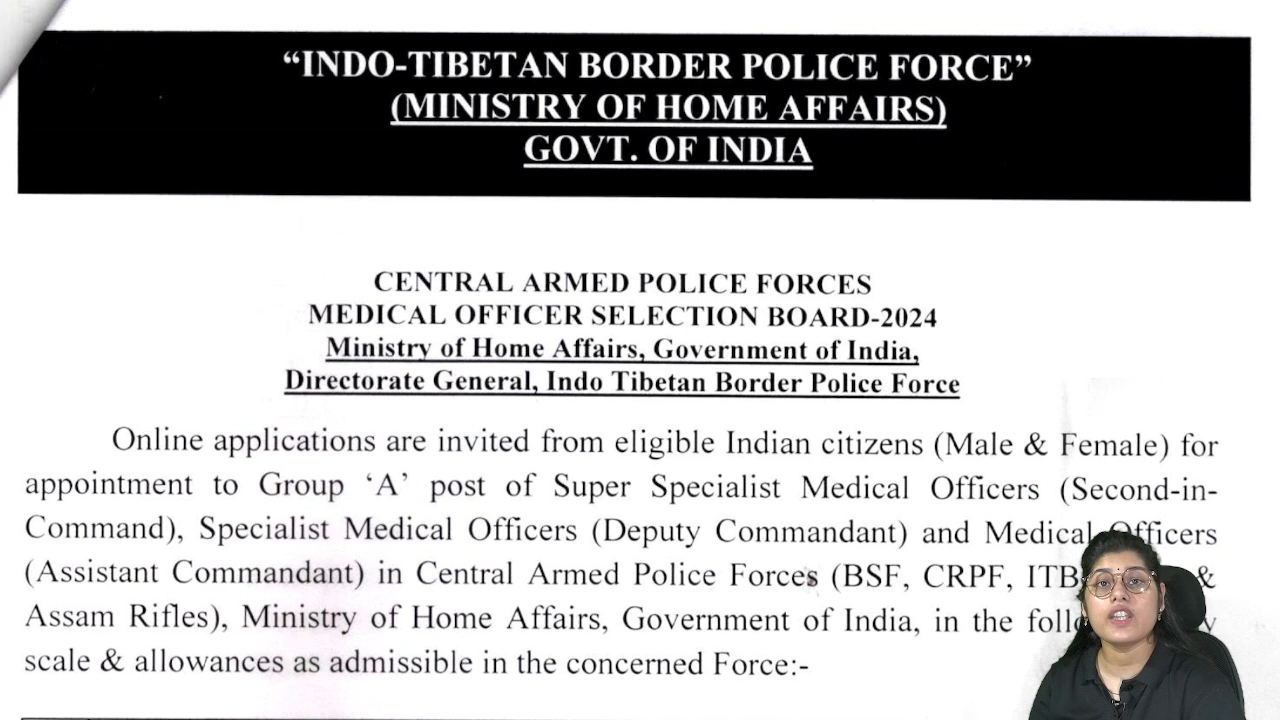 “INDO-TIBETAN BORDER POLICE FORCE”
(MINISTRY OF HOME AFFAIRS)
GOVT. OF INDIA
CENTRAL ARMED POLICE FORCES
MEDICAL OFFICER SELECTION BOARD-2024
Ministry of Home Affairs, Government of India,
Directorate General, Indo Tibetan Border Police Force
Online applications are invited from eligible Indian citizens (Male & Female) for
appointment to Group ‘A’ post of Super Specialist Medical Officers (Second-in-
Command), Specialist Medical Officers (Deputy Commandant) and Medical Officers
(Assistant Commandant) in Central Armed Police Forces (BSF, CRPF, &
Assam Rifles), Ministry of Home Affairs, Government of India, in the
scale & allowances as admissible in the concerned Force:-